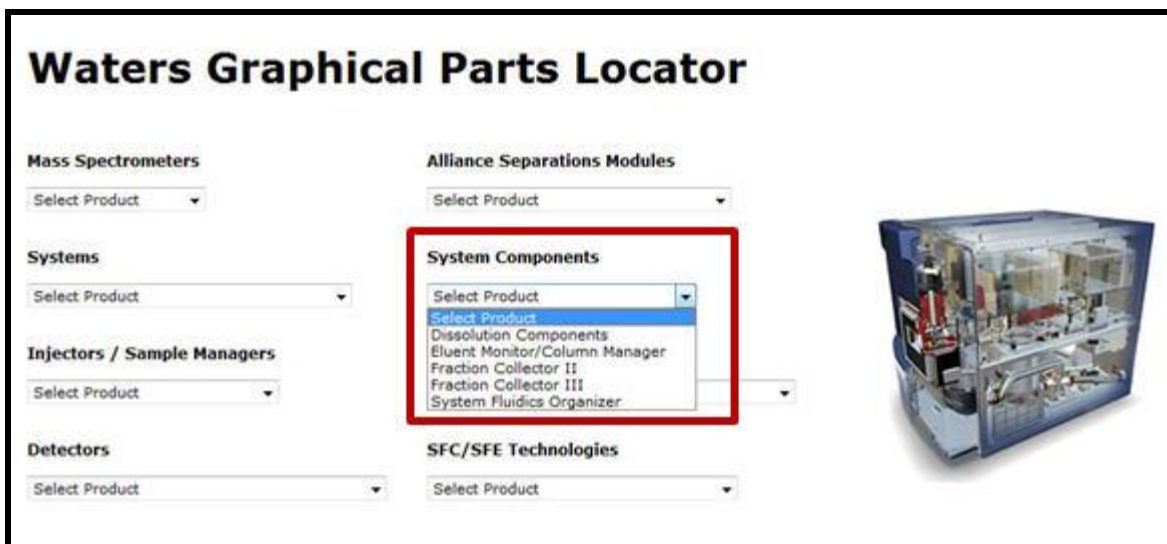 Waters Graphical Parts Locator
Mass Spectrometers
Select Product
Alliance Separations Modules
Select Product
Systems
Select Product
System Components
Select Product
Select Product
Dissolution Components
Eluent Monitor/Column Manager
Fraction Collector II
Fraction Collector III
System Fluidics Organizer
Injectors / Sample Managers
Select Product
Detectors
Select Product
SFC/SFE Technologies
Select Product